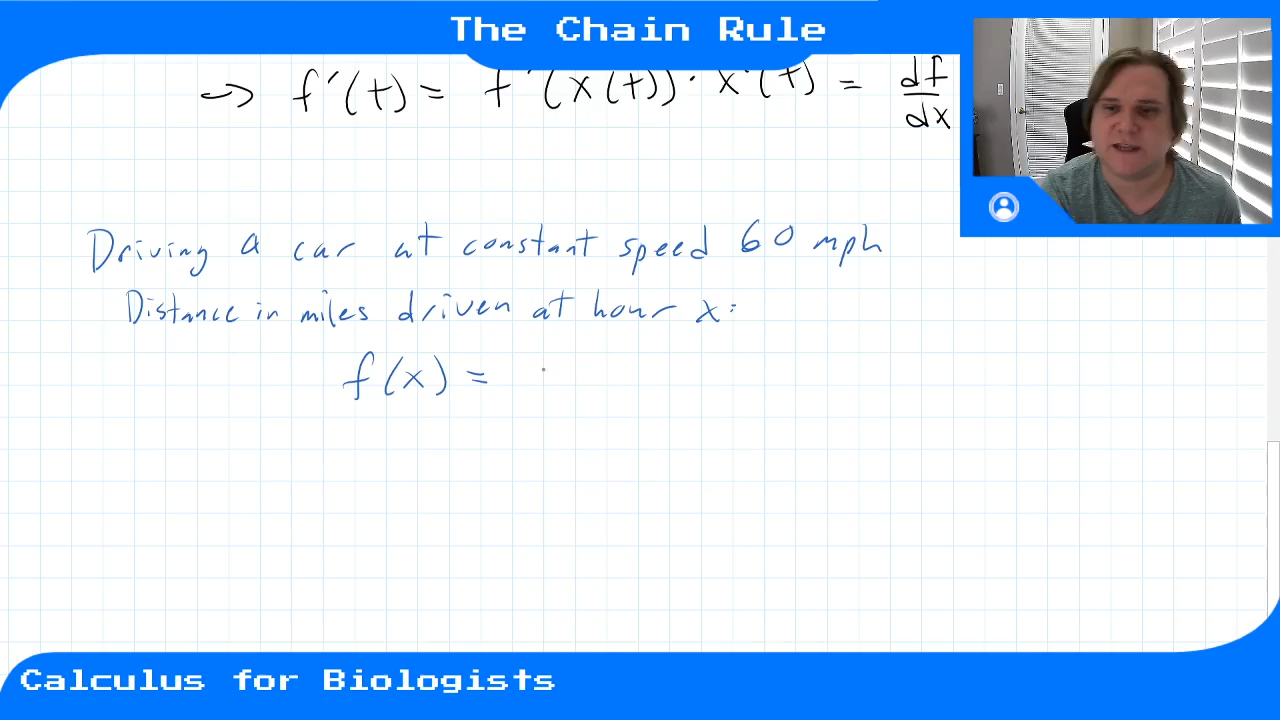 The Chain Rule
→ f'(t) = f'(x(t)) · x'(t) = df/dx
Driving a car at constant speed 60 mph
Distance in miles driven at hour x:
f(x) =
Calculus for Biologists